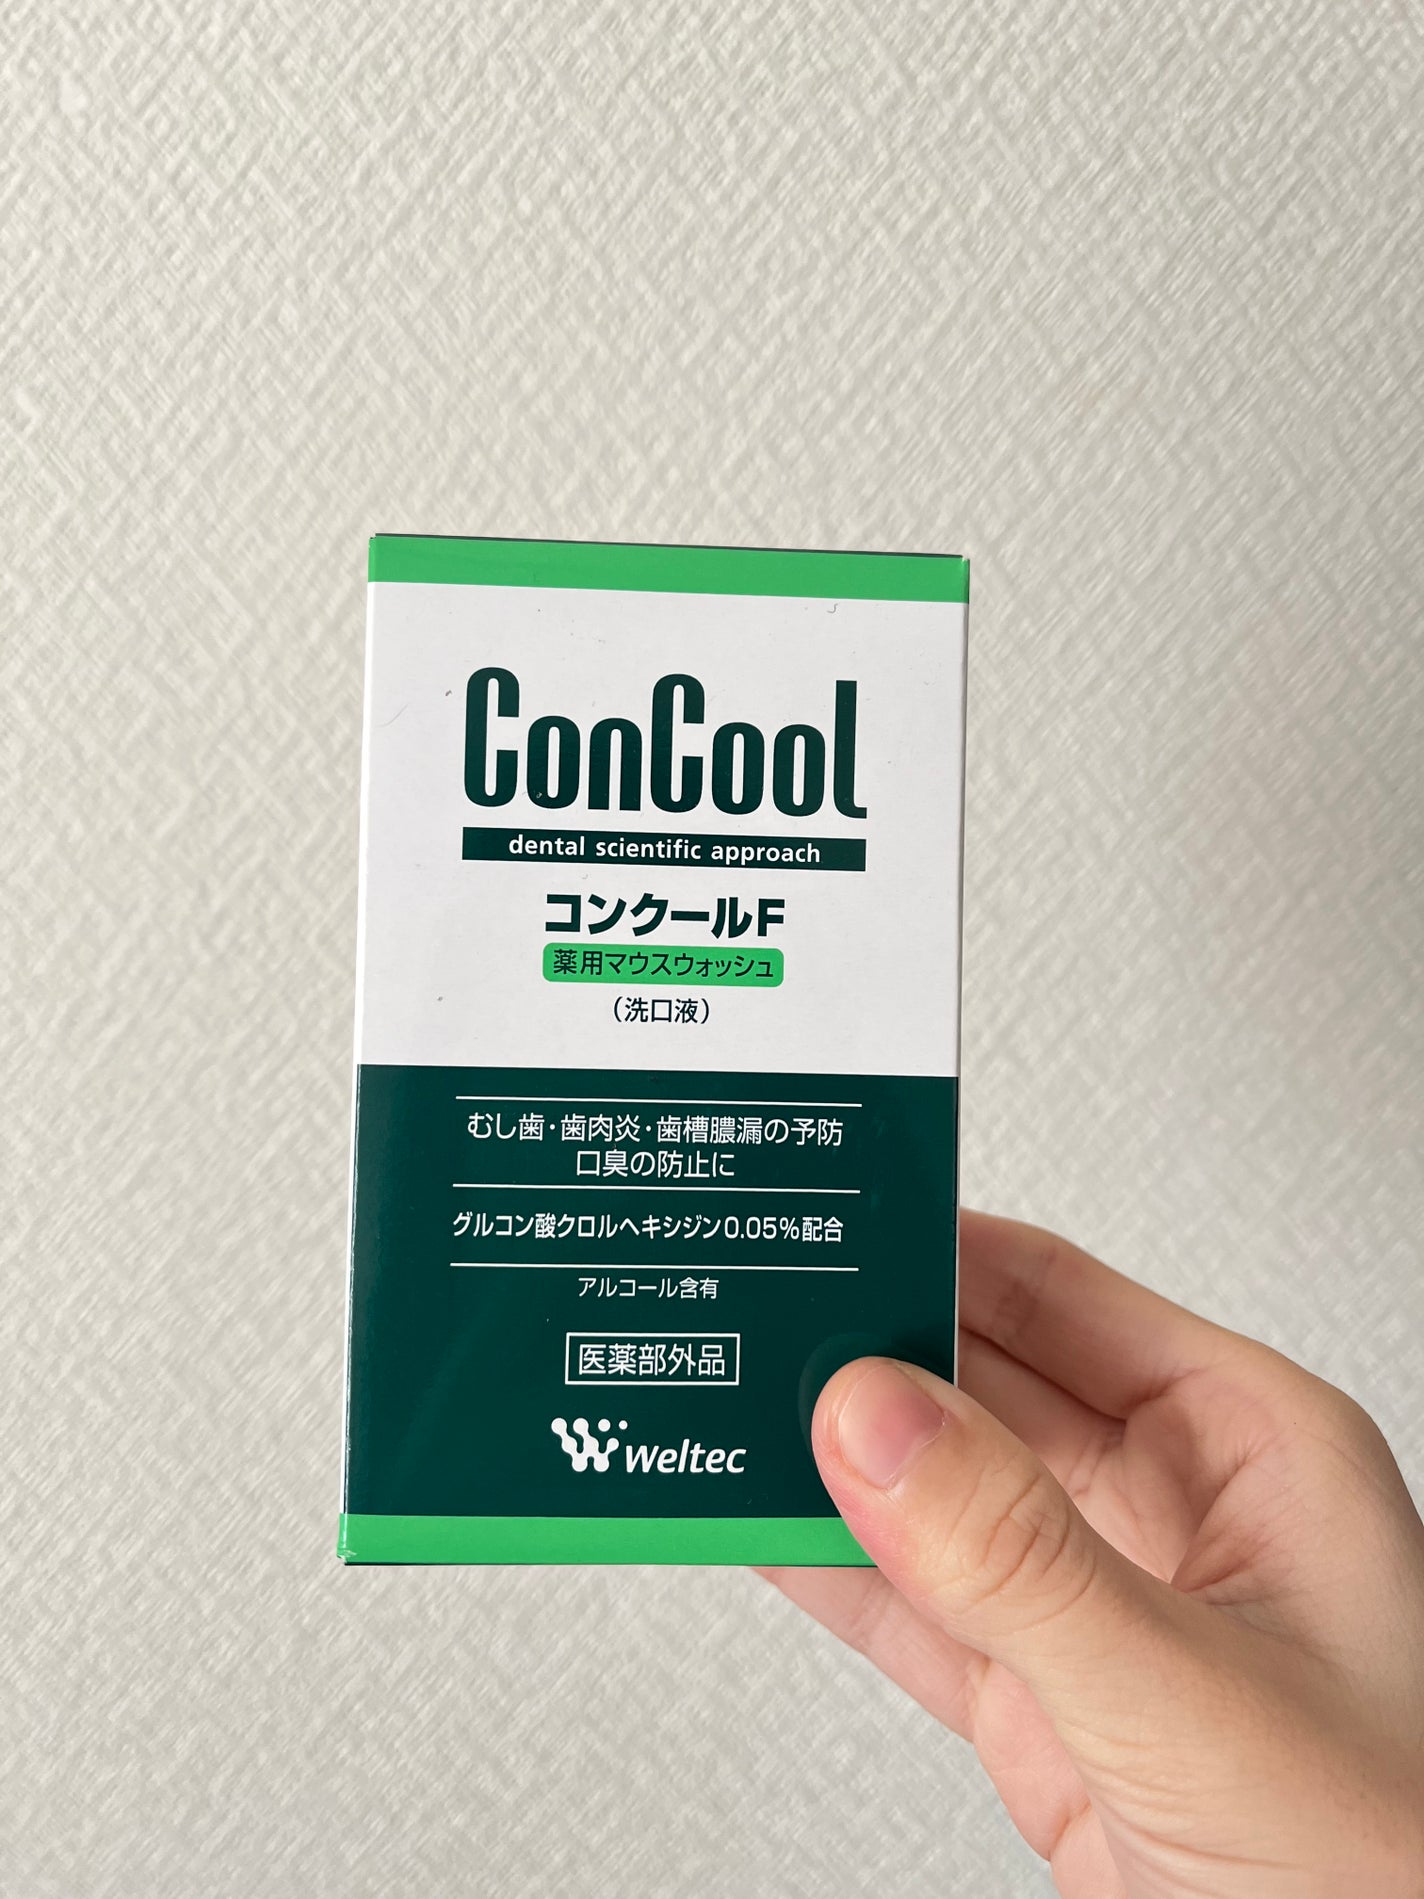 ConCool
dental scientific approach
コンクールF
薬用マウスウォッシュ
(洗口液)
むし歯・歯肉炎・歯槽膿漏の予防
口臭の防止に
グルコン酸クロルヘキシジン0.05%配合
アルコール含有
医薬部外品
weltec